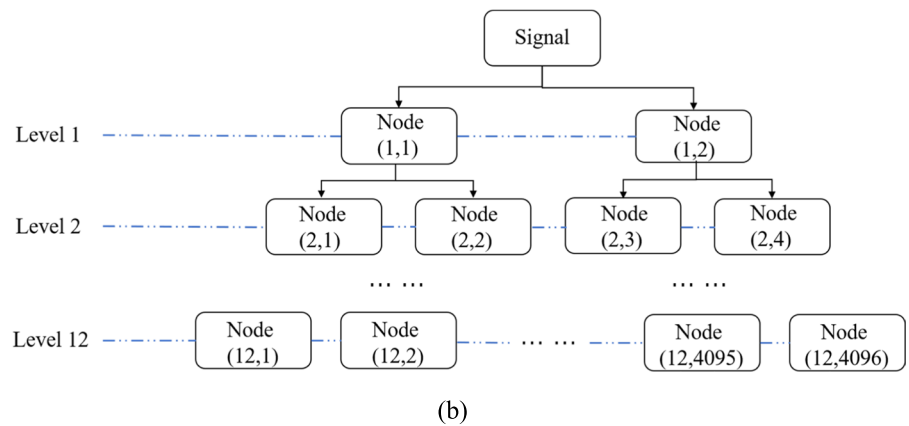 Signal
Level 1
Node
(1,1)
Node
(1,2)
Level 2
Node
(2,1)
Node
(2,2)
Node
(2,3)
Node
(2,4)
... ...
... ...
Level 12
Node
(12,1)
Node
(12,2)
... ...
Node
(12,4095)
Node
(12,4096)
(b)